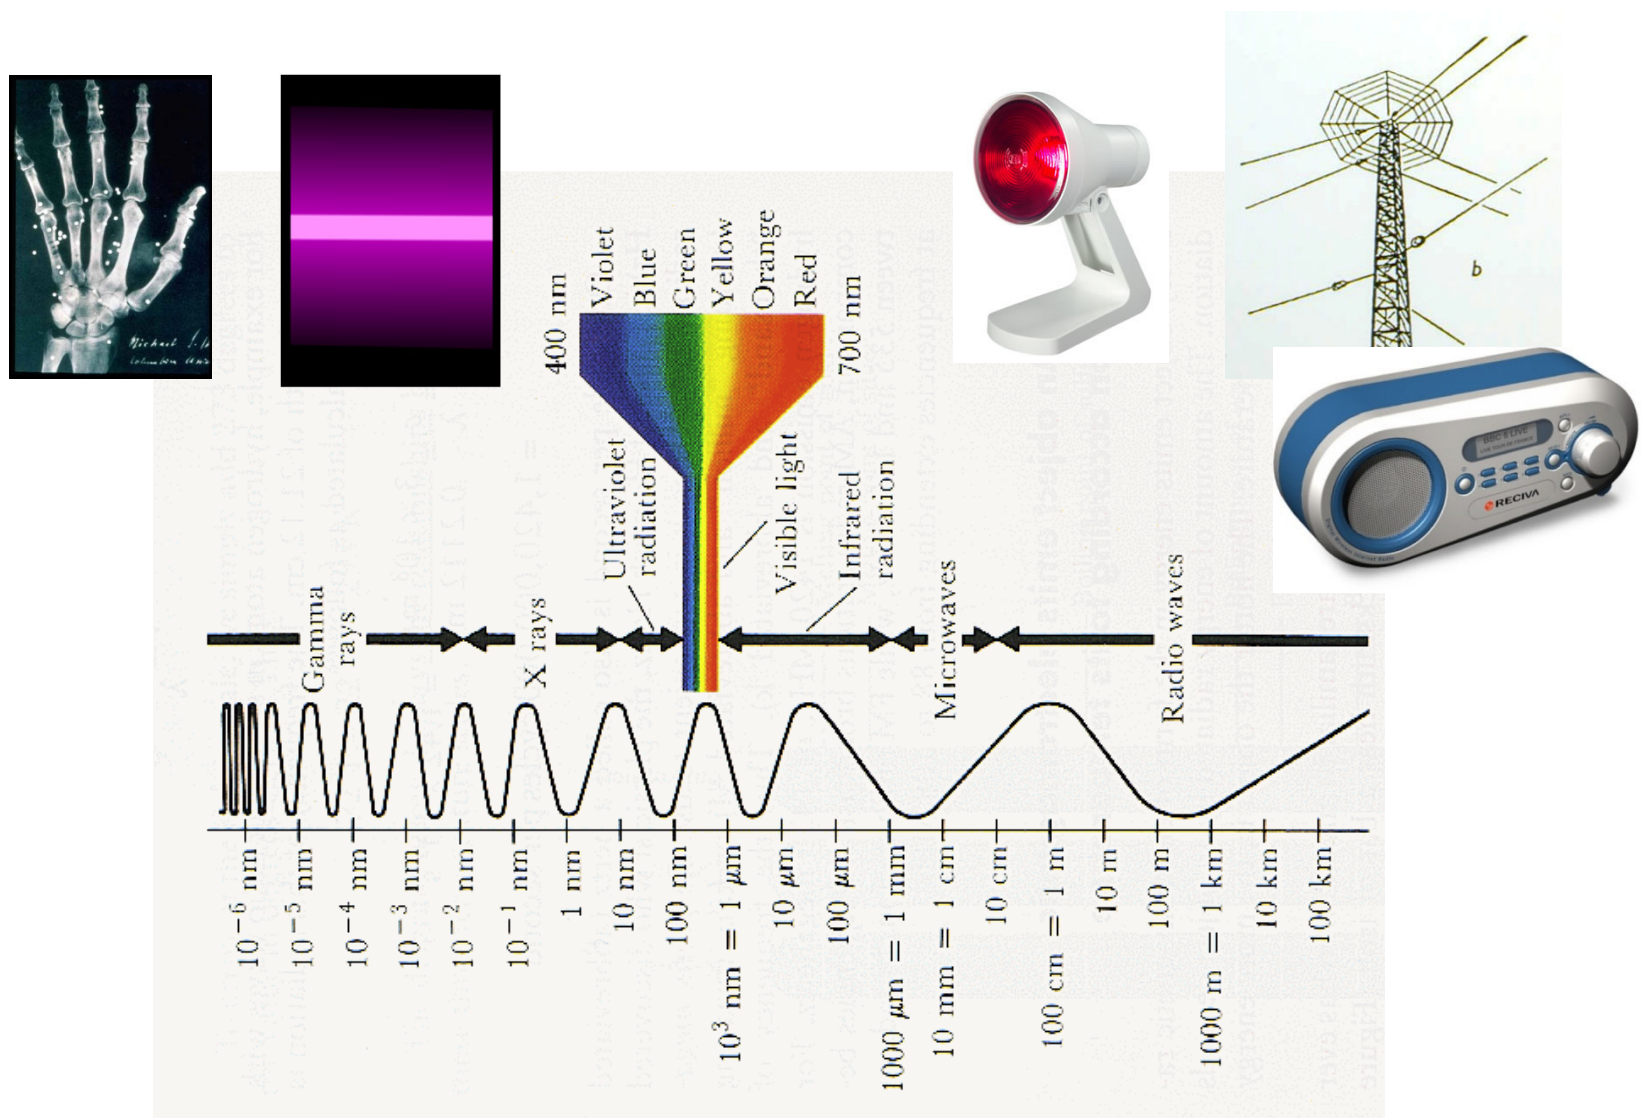 Michael
400 nm
Violet
Blue
Green
Yellow
Orange
Red
700 nm
b
BBC 6 LIVE
RECIVA
Gamma
rays
X rays
Ultraviolet
radiation
Visible light
Infrared
radiation
Microwaves
Radio waves
10⁻⁶ nm
10⁻⁵ nm
10⁻⁴ nm
10⁻³ nm
10⁻² nm
10⁻¹ nm
1 nm
10 nm
100 nm
10³ nm = 1 µm
10 µm
100 µm
1000 µm = 1 mm
10 mm = 1 cm
10 cm
100 cm = 1 m
10 m
100 m
1000 m = 1 km
10 km
100 km